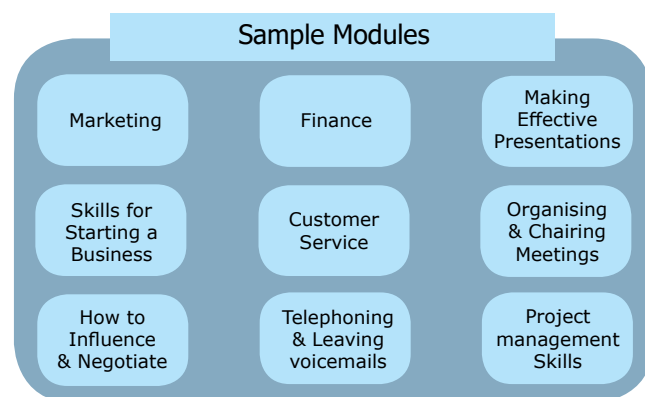 Sample Modules
Marketing
Finance
Making
Effective
Presentations
Skills for
Starting a
Business
Customer
Service
Organising
& Chairing
Meetings
How to
Influence
& Negotiate
Telephoning
& Leaving
voicemails
Project
management
Skills